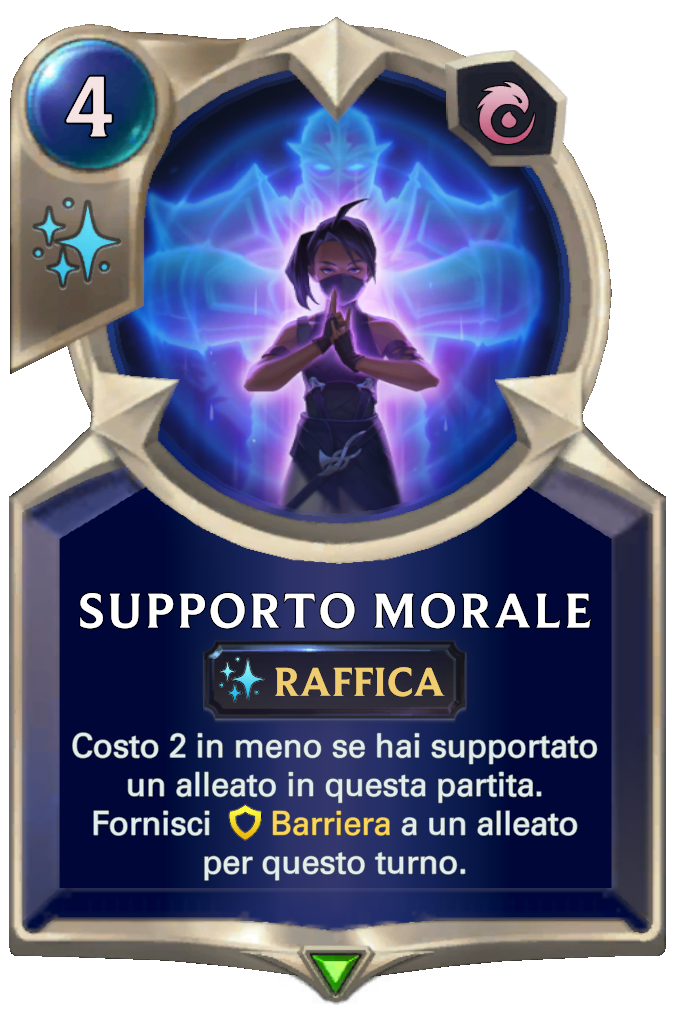 4
SUPPORTO MORALE
RAFFICA
Costo 2 in meno se hai supportato
un alleato in questa partita.
Fornisci Barriera a un alleato
per questo turno.